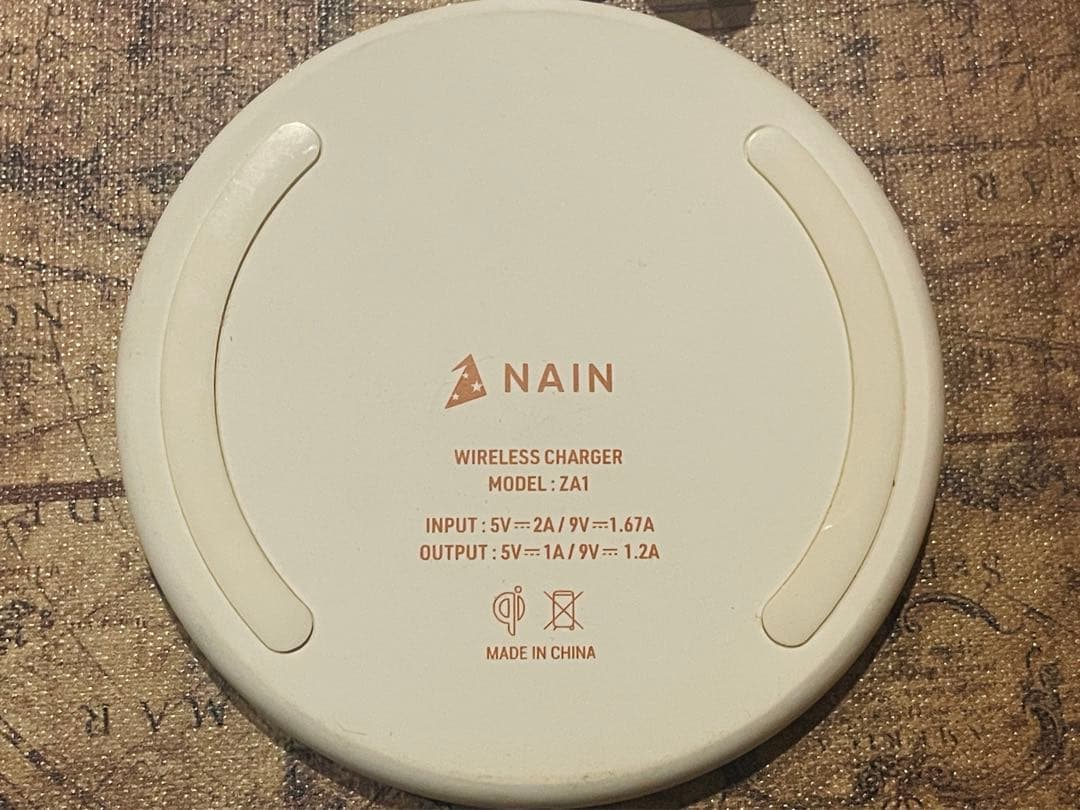 NAIN
WIRELESS CHARGER
MODEL : ZA1
INPUT : 5V⎓2A / 9V⎓1.67A
OUTPUT : 5V⎓1A / 9V⎓1.2A
qi
MADE IN CHINA
M A R